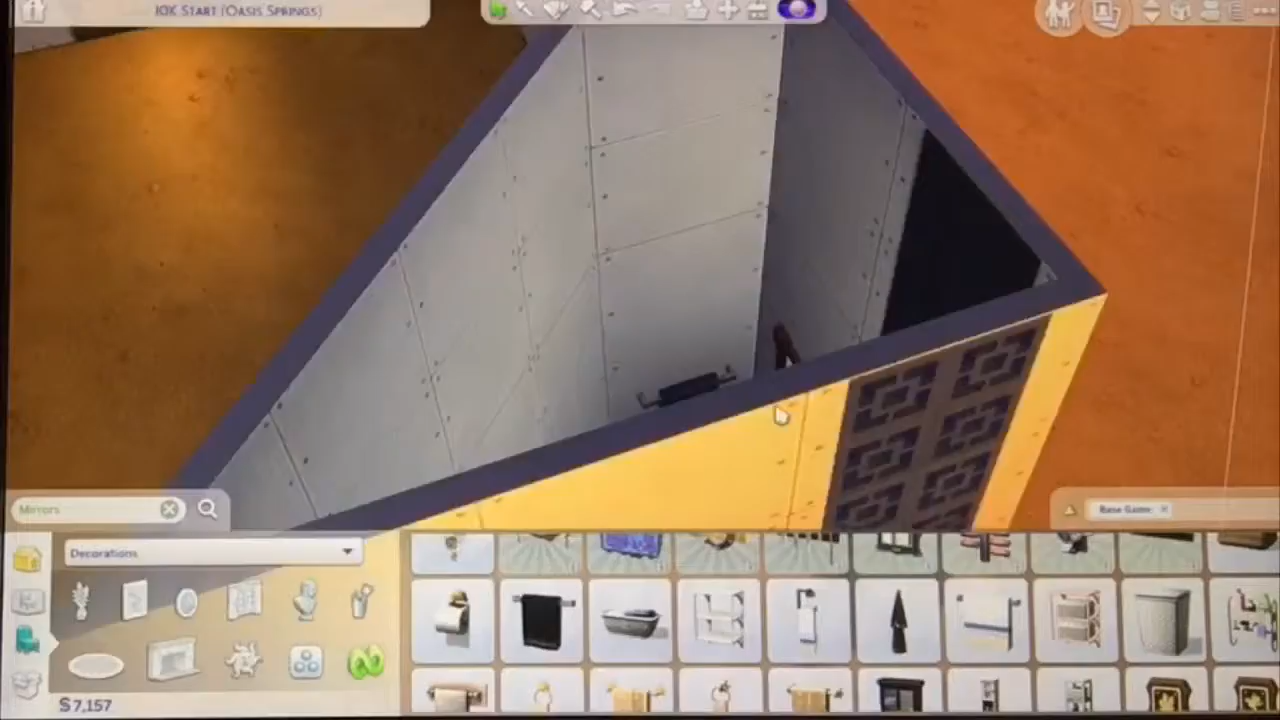 10K START (OASIS SPRINGS)
Mirrors
Base Game
Decorations
$7,157